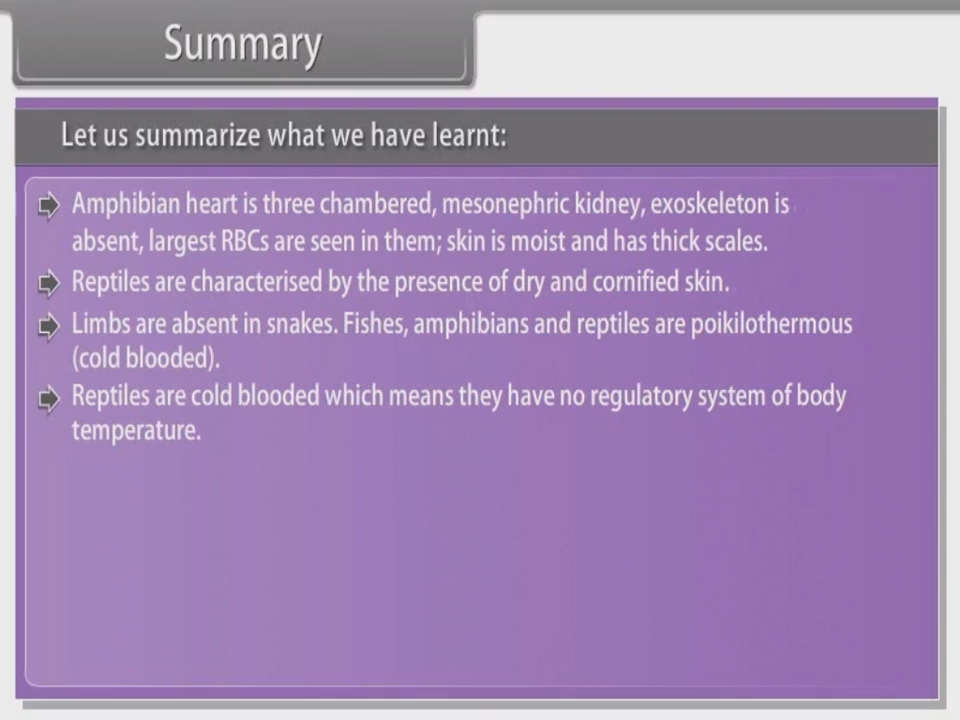 Summary
Let us summarize what we have learnt:
Amphibian heart is three chambered, mesonephric kidney, exoskeleton is
absent, largest RBCs are seen in them; skin is moist and has thick scales.
Reptiles are characterised by the presence of dry and cornified skin.
Limbs are absent in snakes. Fishes, amphibians and reptiles are poikilothermous
(cold blooded).
Reptiles are cold blooded which means they have no regulatory system of body
temperature.